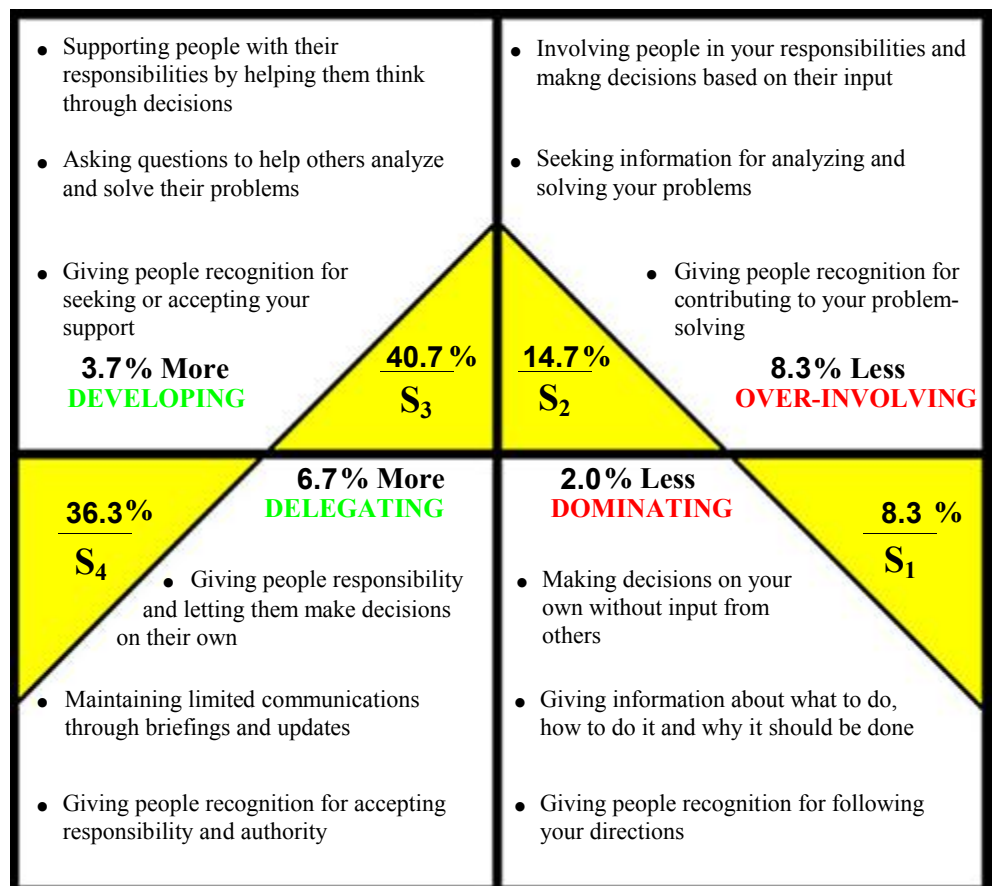 • Supporting people with their
responsibilities by helping them think
through decisions
• Asking questions to help others analyze
and solve their problems
• Giving people recognition for
seeking or accepting your
support
3.7% More
DEVELOPING
40.7%
S3
• Involving people in your responsibilities and
makng decisions based on their input
• Seeking information for analyzing and
solving your problems
• Giving people recognition for
contributing to your problem-
solving
14.7%
S2
8.3% Less
OVER-INVOLVING
36.3%
S4
6.7% More
DELEGATING
• Giving people responsibility
and letting them make decisions
on their own
• Maintaining limited communications
through briefings and updates
• Giving people recognition for accepting
responsibility and authority
2.0% Less
DOMINATING
8.3 %
S1
• Making decisions on your
own without input from
others
• Giving information about what to do,
how to do it and why it should be done
• Giving people recognition for following
your directions